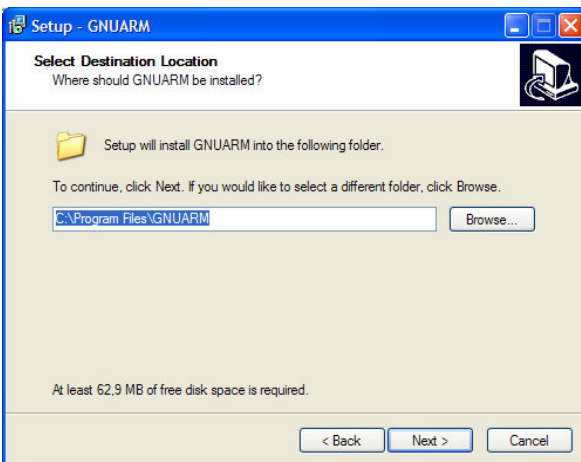 Setup - GNUARM
Select Destination Location
Where should GNUARM be installed?
Setup will install GNUARM into the following folder.
To continue, click Next. If you would like to select a different folder, click Browse.
C:\Program Files\GNUARM
Browse...
At least 62,9 MB of free disk space is required.
< Back
Next >
Cancel